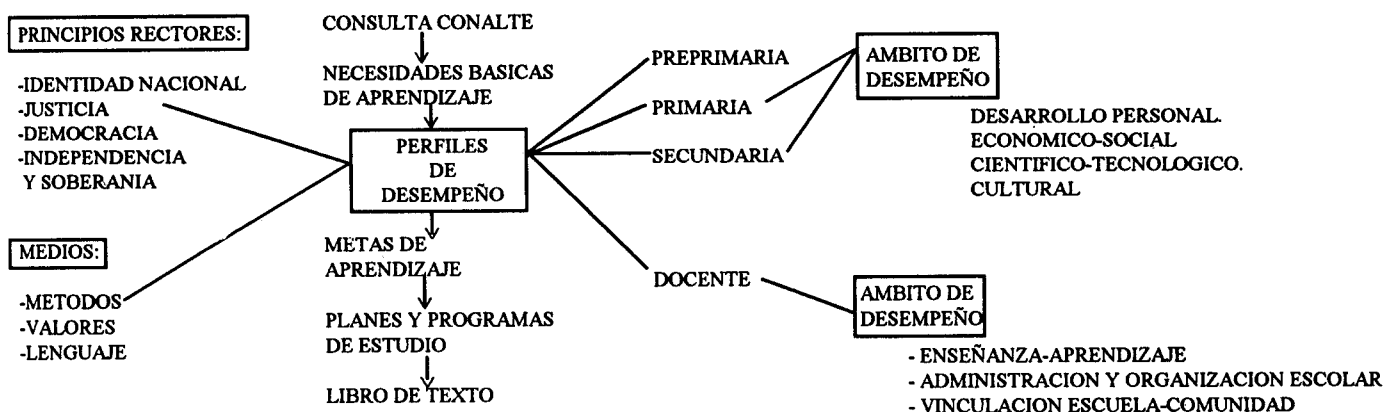 PRINCIPIOS RECTORES:
-IDENTIDAD NACIONAL
-JUSTICIA
-DEMOCRACIA
-INDEPENDENCIA
Y SOBERANIA
MEDIOS:
-METODOS
-VALORES
-LENGUAJE
CONSULTA CONALTE
NECESIDADES BASICAS
DE APRENDIZAJE
PERFILES
DE
DESEMPEÑO
METAS DE
APRENDIZAJE
PLANES Y PROGRAMAS
DE ESTUDIO
LIBRO DE TEXTO
PREPRIMARIA
PRIMARIA
SECUNDARIA
DOCENTE
AMBITO DE
DESEMPEÑO
DESARROLLO PERSONAL.
ECONOMICO-SOCIAL
CIENTIFICO-TECNOLOGICO.
CULTURAL
AMBITO DE
DESEMPEÑO
- ENSEÑANZA-APRENDIZAJE
- ADMINISTRACION Y ORGANIZACION ESCOLAR
- VINCULACION ESCUELA-COMUNIDAD